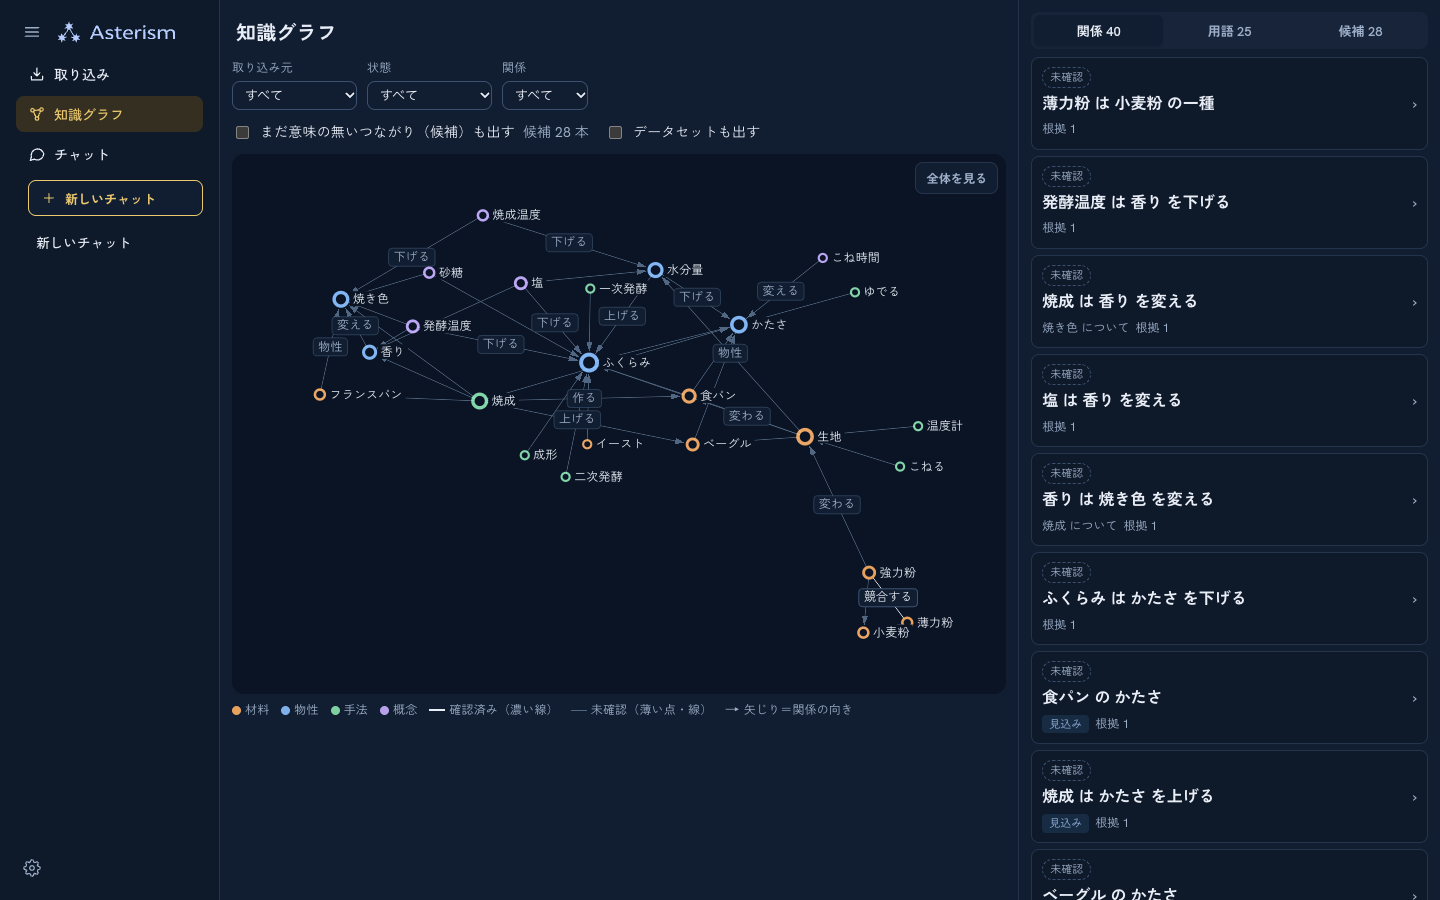 Asterism
取り込み
知識グラフ
チャット
新しいチャット
新しいチャット
知識グラフ
取り込み元
状態
関係
すべて
すべて
すべて
まだ意味の無いつながり（候補）も出す 候補 28 本
データセットも出す
全体を見る
焼成温度
下げる
下げる
こね時間
砂糖
水分量
塩
一次発酵
変える
ゆでる
焼き色
下げる
上げる
変える
発酵温度
下げる
かたさ
物性
香り
下げる
物性
ふくらみ
フランスパン
焼成
作る
食パン
上げる
変わる
イースト
ベーグル
生地
温度計
成形
二次発酵
こねる
変わる
強力粉
競合する
薄力粉
小麦粉
材料
物性
手法
概念
確認済み（濃い線）
未確認（薄い点・線）
矢じり＝関係の向き
関係 40
用語 25
候補 28
未確認
薄力粉 は 小麦粉 の一種
根拠 1
未確認
発酵温度 は 香り を下げる
根拠 1
未確認
焼成 は 香り を変える
焼き色 について 根拠 1
未確認
塩 は 香り を変える
根拠 1
未確認
香り は 焼き色 を変える
焼成 について 根拠 1
未確認
ふくらみ は かたさ を下げる
根拠 1
未確認
食パン の かたさ
見込み 根拠 1
未確認
焼成 は かたさ を上げる
見込み 根拠 1
未確認
ベーグル の かたさ